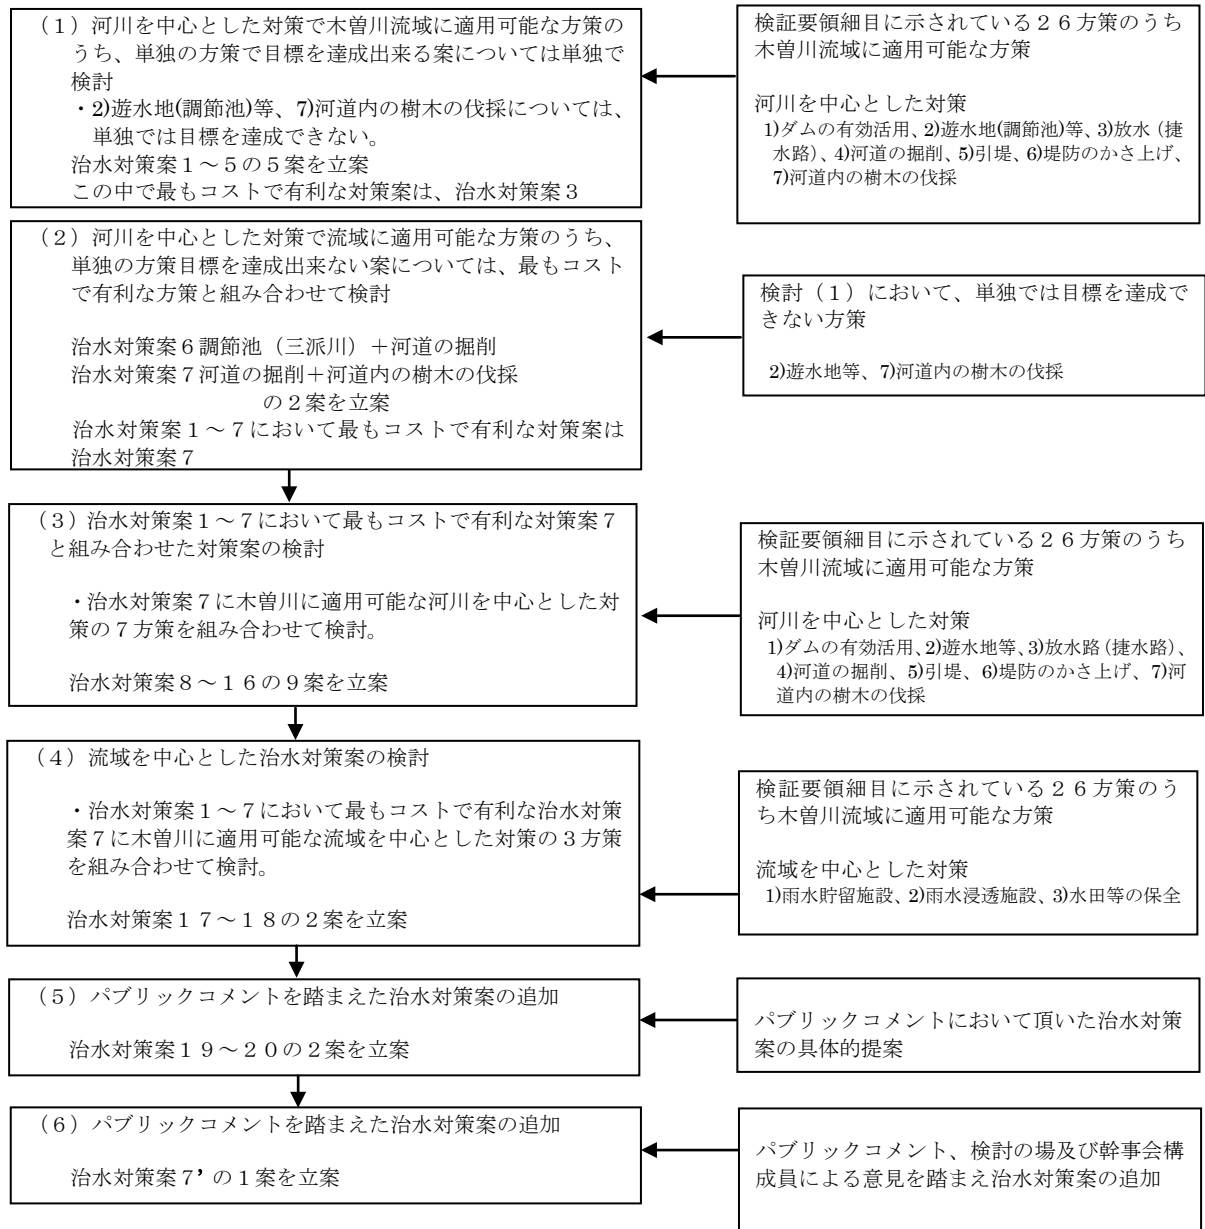 （１）河川を中心とした対策で木曽川流域に適用可能な方策の
うち、単独の方策で目標を達成出来る案については単独で
検討
・2)遊水地(調節池)等、7)河道内の樹木の伐採については、
単独では目標を達成できない。
治水対策案１～５の５案を立案
この中で最もコストで有利な対策案は、治水対策案３
検証要領細目に示されている２６方策のうち
木曽川流域に適用可能な方策
河川を中心とした対策
1)ダムの有効活用、2)遊水地(調節池)等、3)放水（捷
水路）、4)河道の掘削、5)引堤、6)堤防のかさ上げ、
7)河道内の樹木の伐採
（２）河川を中心とした対策で流域に適用可能な方策のうち、
単独の方策目標を達成出来ない案については、最もコスト
で有利な方策と組み合わせて検討
治水対策案６調節池（三派川）＋河道の掘削
治水対策案７河道の掘削＋河道内の樹木の伐採
の２案を立案
治水対策案１～７において最もコストで有利な対策案は
治水対策案７
検討（１）において、単独では目標を達成で
きない方策
2)遊水地等、7)河道内の樹木の伐採
（３）治水対策案１～７において最もコストで有利な対策案７
と組み合わせた対策案の検討
・治水対策案７に木曽川に適用可能な河川を中心とした対
策の７方策を組み合わせて検討。
治水対策案８～１６の９案を立案
検証要領細目に示されている２６方策のうち
木曽川流域に適用可能な方策
河川を中心とした対策
1)ダムの有効活用、2)遊水地等、3)放水路（捷水路）、
4)河道の掘削、5)引堤、6)堤防のかさ上げ、7)河
道内の樹木の伐採
（４）流域を中心とした治水対策案の検討
・治水対策案１～７において最もコストで有利な治水対策
案７に木曽川に適用可能な流域を中心とした対策の３方策
を組み合わせて検討。
治水対策案１７～１８の２案を立案
検証要領細目に示されている２６方策のう
ち木曽川流域に適用可能な方策
流域を中心とした対策
1)雨水貯留施設、2)雨水浸透施設、3)水田等の保全
（５）パブリックコメントを踏まえた治水対策案の追加
治水対策案１９～２０の２案を立案
パブリックコメントにおいて頂いた治水対策
案の具体的提案
（６）パブリックコメントを踏まえた治水対策案の追加
治水対策案７’の１案を立案
パブリックコメント、検討の場及び幹事会構
成員による意見を踏まえ治水対策案の追加